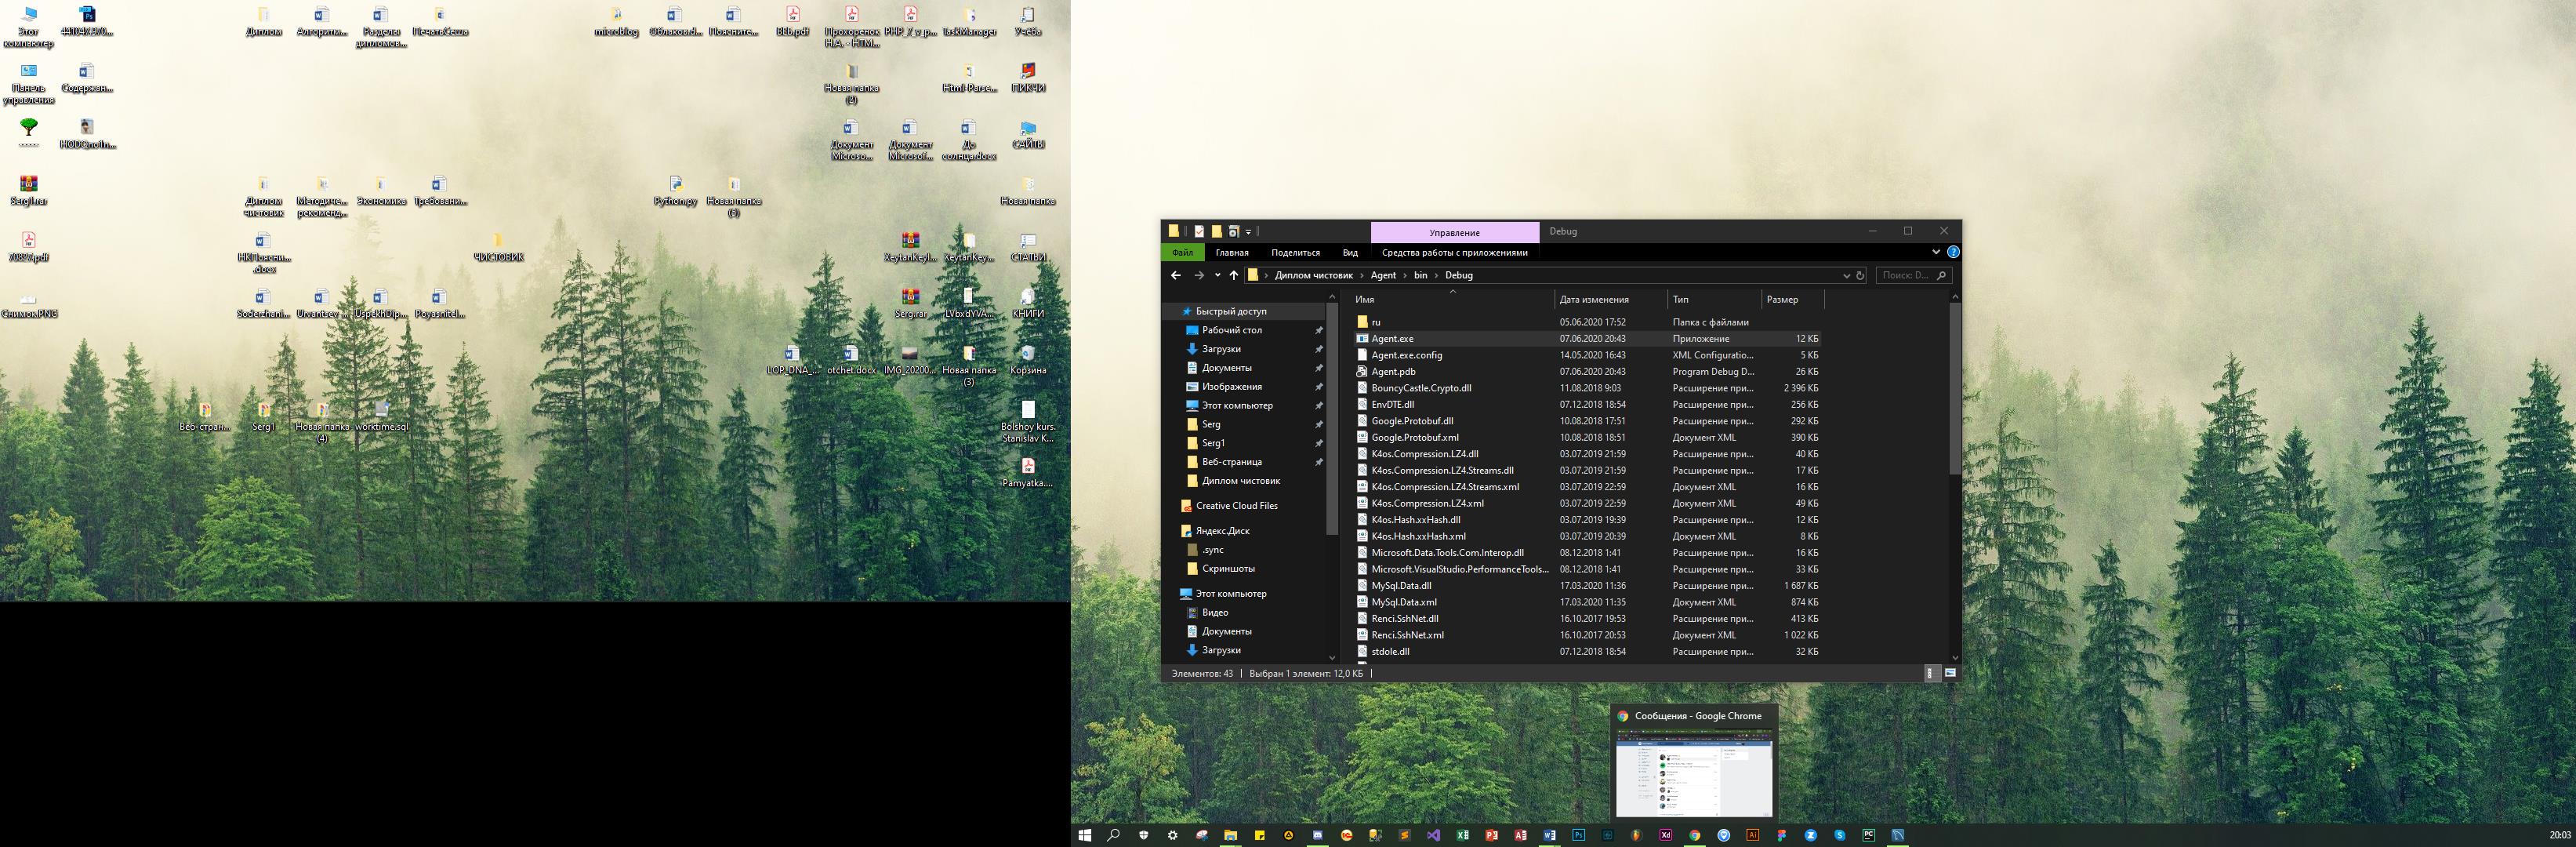 Этот компьютер
Диплом
Алгоритм...
Разделы дипломов...
ПечатьСеша
microblog
Облаков.d...
Поясните...
ВЕБ.pdf
Прохоренок Н.А. - HTM...
PHP_7_v_p...
TaskManager
Учёба
Панель управления
Содержан...
Новая папка (2)
Html-Parse...
ПИКЧИ
-----
Документ Microso...
Документ Microsof...
До солнца.docx
САЙТЫ
Serg1.rar
Диплом чистовик
Методиче... рекоменд...
Экономика
Требовани...
Python.py
Новая папка (5)
Новая папка
НКПоясни... .docx
ЧИСТОВИК
СТАТЬИ
Снимок.PNG
Soderzhani...
Urvantsev ...
UspekhDip...
Poyasnitel...
Serg.rar
КНИГИ
LOP_DNA_...
otchet.docx
IMG_20200...
Новая папка (3)
Корзина
Веб-стран...
Serg1
Новая папка (4)
worktime.sql
Bolshoy kurs. Stanislav K...
Pamyatka....
Управление
Debug
Файл
Главная
Поделиться
Вид
Средства работы с приложениями
Диплом чистовик > Agent > bin > Debug
Поиск: D...
Быстрый доступ
Рабочий стол
Загрузки
Документы
Изображения
Этот компьютер
Serg
Serg1
Веб-страница
Диплом чистовик
Creative Cloud Files
Яндекс.Диск
.sync
Скриншоты
Этот компьютер
Видео
Документы
Загрузки
Имя Дата изменения Тип Размер
ru 05.06.2020 17:52 Папка с файлами
Agent.exe 07.06.2020 20:43 Приложение 12 КБ
Agent.exe.config 14.05.2020 16:43 XML Configuratio... 5 КБ
Agent.pdb 07.06.2020 20:43 Program Debug D... 26 КБ
BouncyCastle.Crypto.dll 11.08.2018 9:03 Расширение при... 2 396 КБ
EnvDTE.dll 07.12.2018 18:54 Расширение при... 256 КБ
Google.Protobuf.dll 10.08.2018 17:51 Расширение при... 292 КБ
Google.Protobuf.xml 10.08.2018 18:51 Документ XML 390 КБ
K4os.Compression.LZ4.dll 03.07.2019 21:59 Расширение при... 40 КБ
K4os.Compression.LZ4.Streams.dll 03.07.2019 21:59 Расширение при... 17 КБ
K4os.Compression.LZ4.Streams.xml 03.07.2019 22:59 Документ XML 16 КБ
K4os.Compression.LZ4.xml 03.07.2019 22:59 Документ XML 49 КБ
K4os.Hash.xxHash.dll 03.07.2019 19:39 Расширение при... 12 КБ
K4os.Hash.xxHash.xml 03.07.2019 20:39 Документ XML 8 КБ
Microsoft.Data.Tools.Com.Interop.dll 08.12.2018 1:41 Расширение при... 16 КБ
Microsoft.VisualStudio.PerformanceTools... 08.12.2018 1:41 Расширение при... 33 КБ
MySql.Data.dll 17.03.2020 11:36 Расширение при... 1 687 КБ
MySql.Data.xml 17.03.2020 11:35 Документ XML 874 КБ
Renci.SshNet.dll 16.10.2017 19:53 Расширение при... 413 КБ
Renci.SshNet.xml 16.10.2017 20:53 Документ XML 1 022 КБ
stdole.dll 07.12.2018 18:54 Расширение при... 32 КБ
Элементов: 43 | Выбран 1 элемент: 12,0 КБ |
Сообщения - Google Chrome
20:03